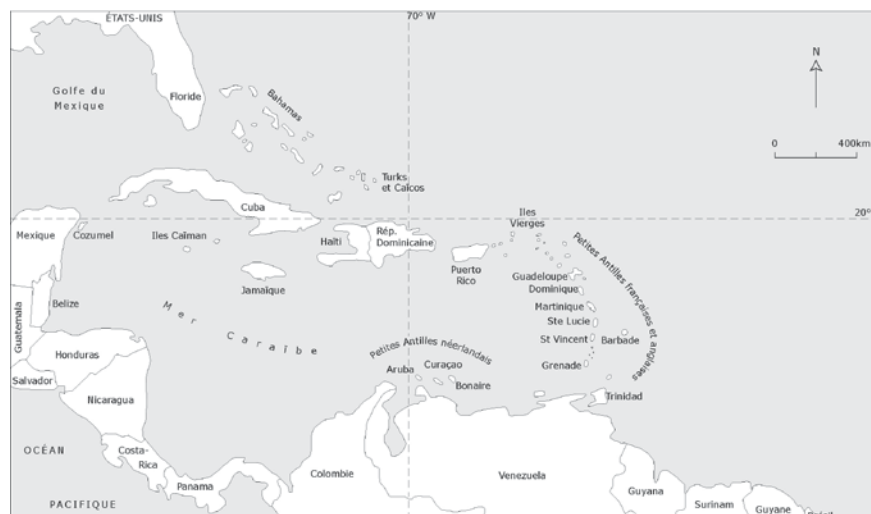 ÉTATS-UNIS
70° W
Golfe du
Mexique
Floride
Bahamas
N
0 400km
Turks
et Caïcos
Cuba
Iles
Vierges
20°
Mexique
Cozumel
Iles Caïman
Haïti
Rép.
Dominicaine
Puerto
Rico
Petites Antilles françaises et anglaises
Guadeloupe
Dominique
Jamaïque
Belize
Guatemala
Mer Caraïbe
Martinique
Ste Lucie
St Vincent
Barbade
Honduras
Petites Antilles néerlandais
Aruba
Curaçao
Bonaire
Grenade
Salvador
Nicaragua
Trinidad
OCÉAN
PACIFIQUE
Costa-
Rica
Panama
Colombie
Venezuela
Guyana
Surinam
Guyane